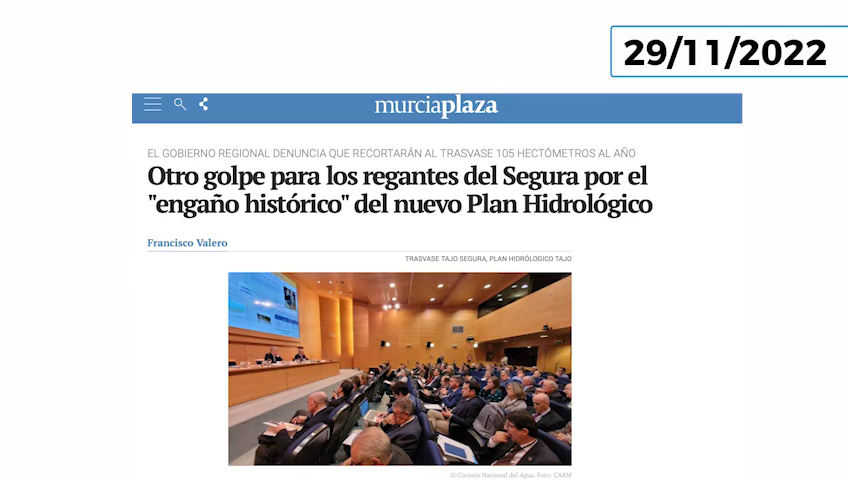 29/11/2022
murciaplaza
EL GOBIERNO REGIONAL DENUNCIA QUE RECORTARÁN AL TRASVASE 105 HECTÓMETROS AL AÑO
Otro golpe para los regantes del Segura por el
"engaño histórico" del nuevo Plan Hidrológico
Francisco Valero
TRASVASE TAJO SEGURA, PLAN HIDRÓLOGICO TAJO
Consejo Nacional del Agua. Foto: CARM